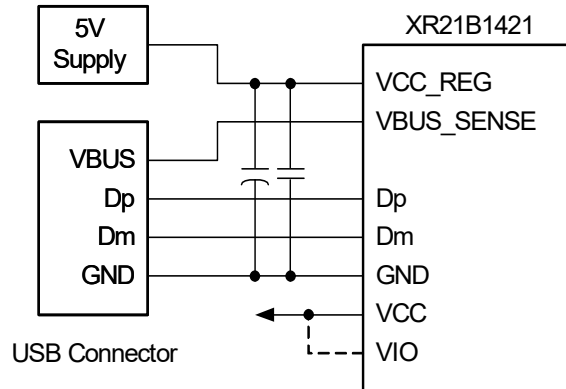 5V
Supply
XR21B1421
VCC_REG
VBUS_SENSE
VBUS
Dp
Dp
Dm
Dm
GND
GND
VCC
USB Connector
VIO